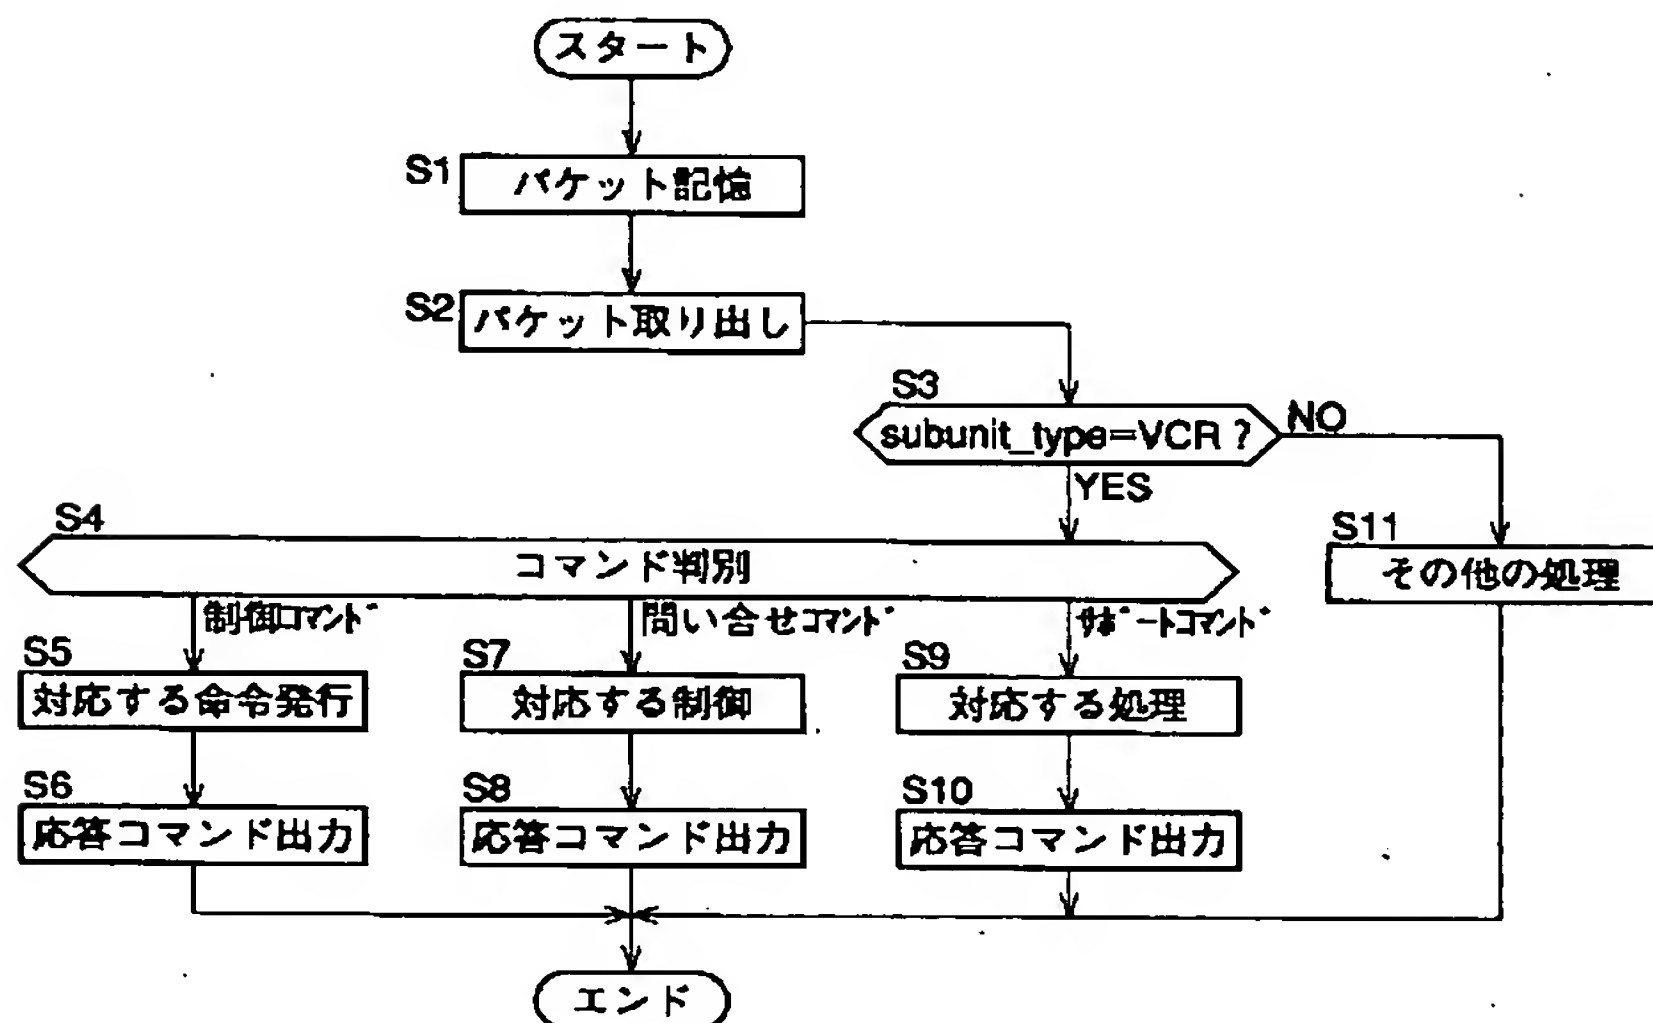 スタート
S1
パケット記憶
S2
パケット取り出し
S3
subunit_type=VCR?
NO
YES
S4
コマンド判別
S11
その他の処理
制御コマンド
問い合せコマンド
サポートコマンド
S5
対応する命令発行
S7
対応する制御
S9
対応する処理
S6
応答コマンド出力
S8
応答コマンド出力
S10
応答コマンド出力
エンド